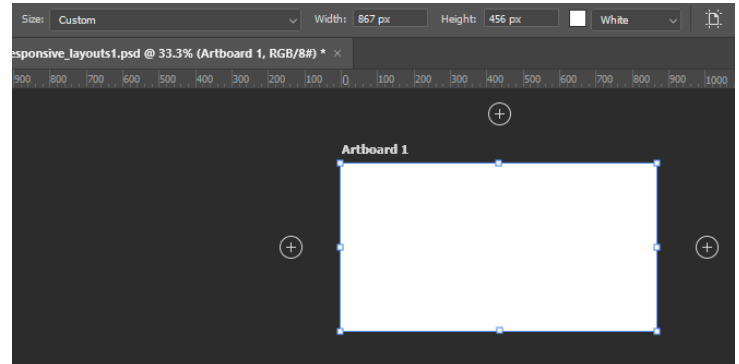 Size: Custom Width: 867 px Height: 456 px White
esponsive_layouts1.psd @ 33.3% (Artboard 1, RGB/8#) * ×
900 800 700 600 500 400 300 200 100 0 100 200 300 400 500 600 700 800 900 1000
Artboard 1